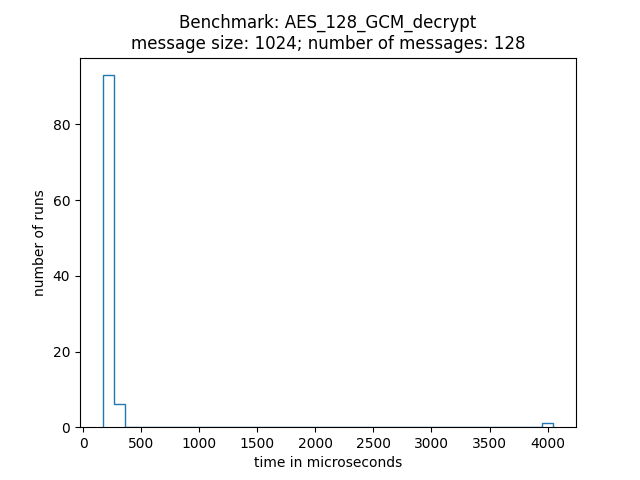 Benchmark: AES_128_GCM_decrypt
message size: 1024; number of messages: 128
number of runs
80
60
40
20
0
0 500 1000 1500 2000 2500 3000 3500 4000
time in microseconds